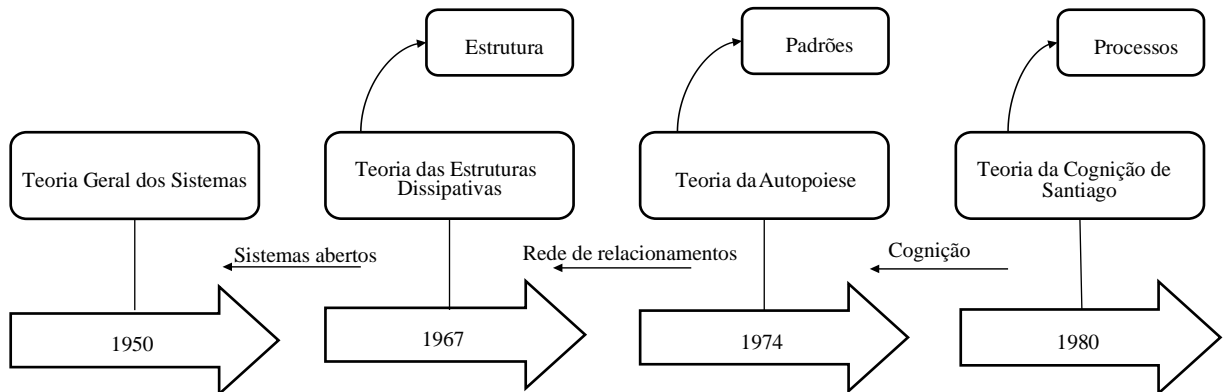 Estrutura
Padrões
Processos
Teoria Geral dos Sistemas
Teoria das Estruturas
Dissipativas
Teoria da Autopoiese
Teoria da Cognição de
Santiago
Sistemas abertos
Rede de relacionamentos
Cognição
1950
1967
1974
1980